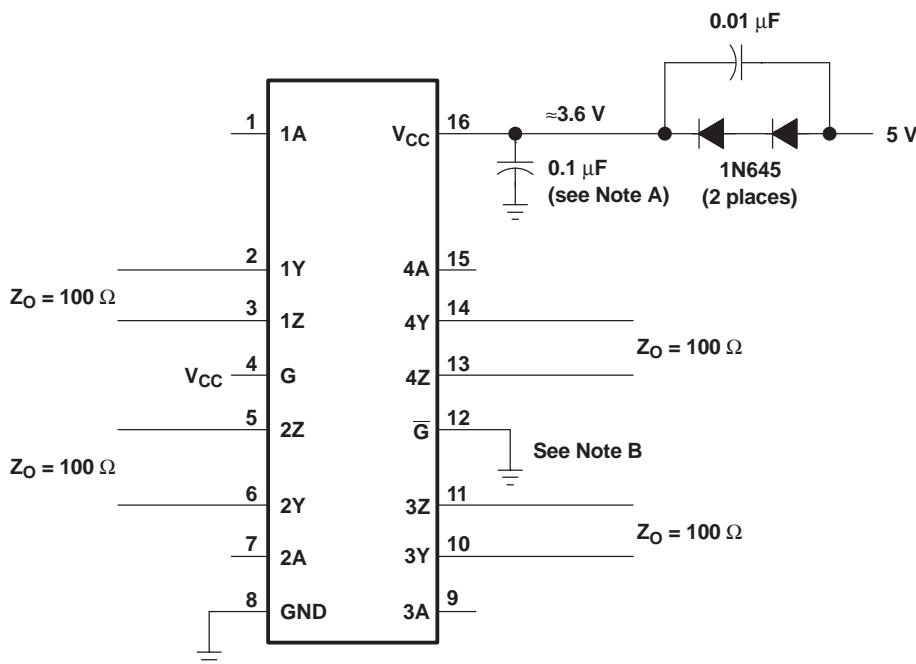 0.01 μF
1
1A
VCC
16
≈3.6 V
5 V
0.1 μF
(see Note A)
1N645
(2 places)
2
1Y
4A
15
ZO = 100 Ω
3
1Z
4Y
14
ZO = 100 Ω
VCC
4
G
4Z
13
5
2Z
G̅
12
See Note B
ZO = 100 Ω
6
2Y
3Z
11
ZO = 100 Ω
7
2A
3Y
10
8
GND
3A
9